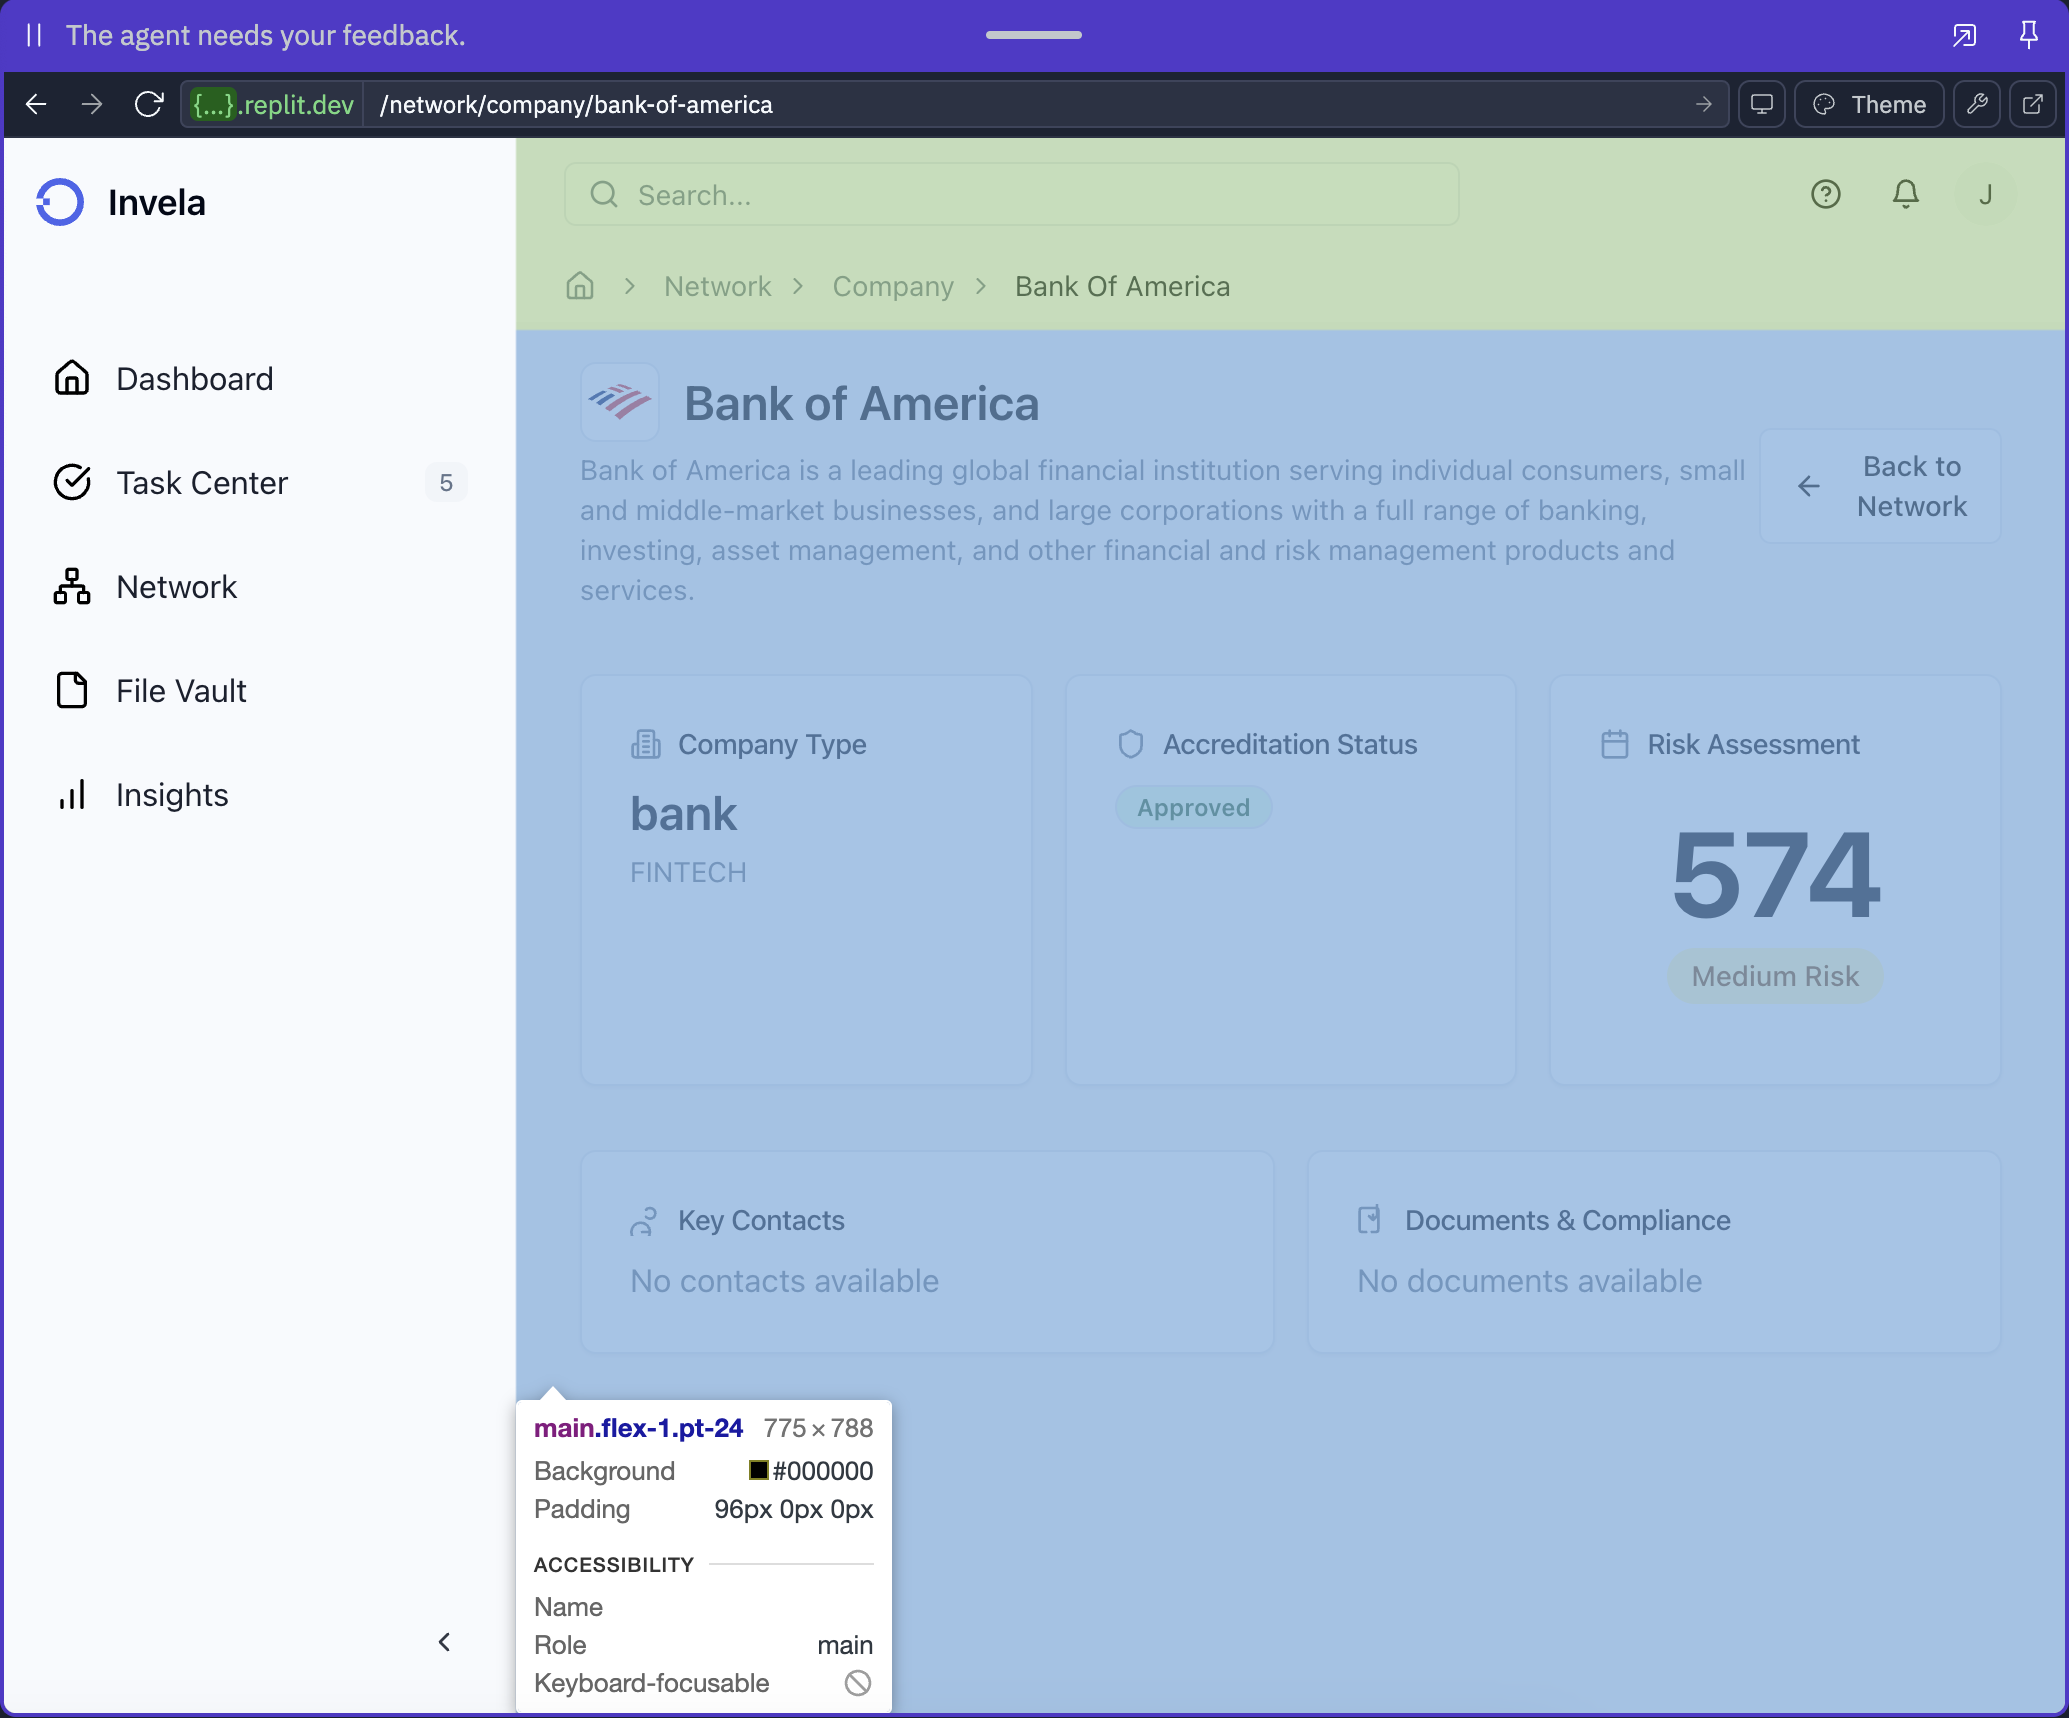 The agent needs your feedback.
{...}.replit.dev /network/company/bank-of-america
Theme
Invela
Search...
J
Network Company Bank Of America
Dashboard
Task Center 5
Network
File Vault
Insights
Bank of America
Bank of America is a leading global financial institution serving individual consumers, small
and middle-market businesses, and large corporations with a full range of banking,
investing, asset management, and other financial and risk management products and
services.
Back to
Network
Company Type
bank
FINTECH
Accreditation Status
Approved
Risk Assessment
574
Medium Risk
Key Contacts
No contacts available
Documents & Compliance
No documents available
main.flex-1.pt-24 775×788
Background #000000
Padding 96px 0px 0px
ACCESSIBILITY
Name
Role main
Keyboard-focusable